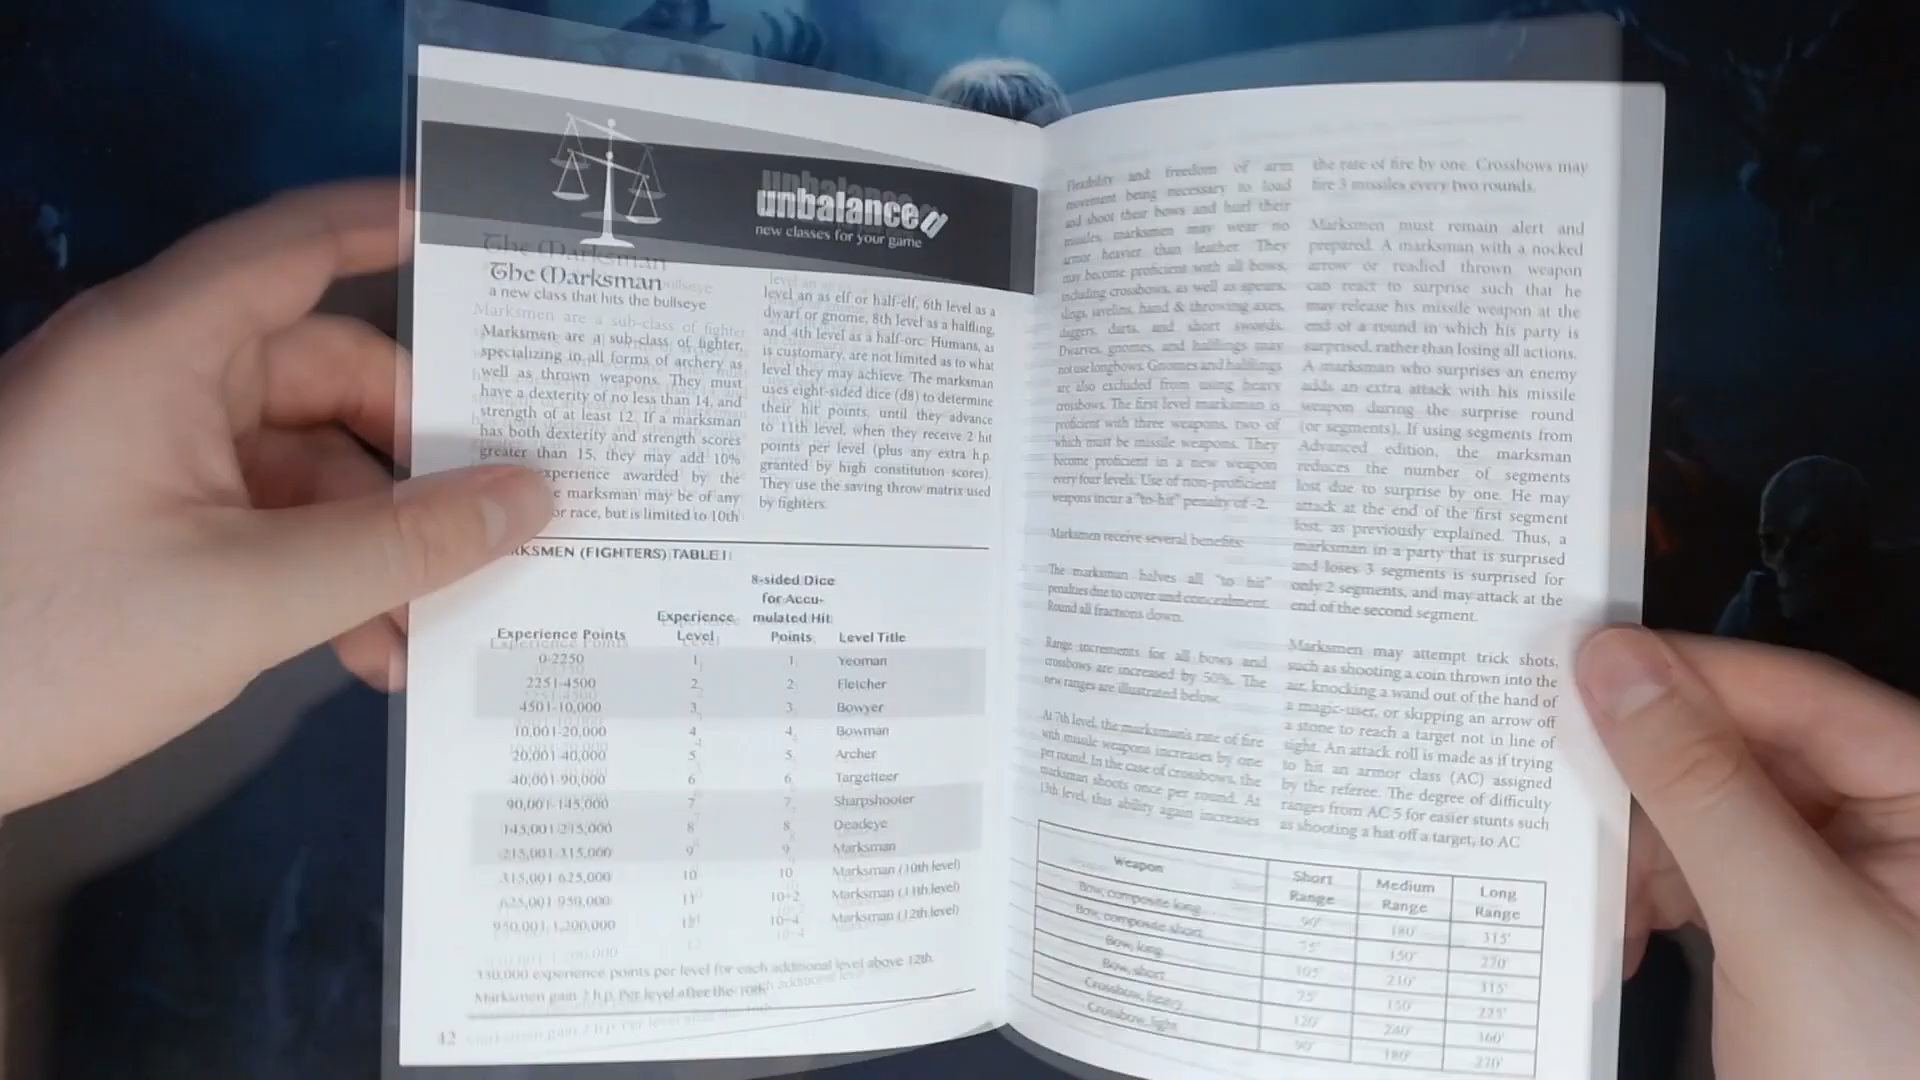 unbalanced
new classes for your game
The Marksman
a new class that hits the bullseye
Marksmen are a sub-class of fighter,
specializing in all forms of archery as
well as thrown weapons. They must
have a dexterity of no less than 14, and
strength of at least 12. If a marksman
has both dexterity and strength scores
greater than 15, they may add 10%
experience awarded by the
marksman may be of any
or race, but is limited to 10th
level an as elf or half-elf, 6th level as a
dwarf or gnome, 8th level as a halfling,
and 4th level as a half-orc. Humans, as
is customary, are not limited as to what
level they may achieve. The marksman
uses eight-sided dice (d8) to determine
their hit points, until they advance
to 11th level, when they receive 2 hit
points per level (plus any extra h.p.
granted by high constitution scores).
They use the saving throw matrix used
by fighters.
(FIGHTERS) TABLE I
8-sided Dice
for Accu-
Experience mulated Hit
Experience Points Level Points Level Title
0-2250 1 1 Yeoman
2251-4500 2 2 Fletcher
4501-10,000 3 3 Bowyer
10,001-20,000 4 4 Bowman
20,001-40,000 5 5 Archer
40,001-90,000 6 6 Targetteer
90,001-145,000 7 7 Sharpshooter
145,001-215,000 8 8 Deadeye
215,001-315,000 9 9 Marksman
315,001-625,000 10 10 Marksman (10th level)
625,001-950,000 11 10+2 Marksman (11th level)
950,001-1,200,000 12 10+4 Marksman (12th level)
experience points per level for each additional level above 12th.
Marksmen gain 2 h.p. per level after the 10th
42
Flexibility and freedom of arm
movement being necessary to load
and shoot their bows and hurl their
missiles, marksmen may wear no
armor heavier than leather. They
may become proficient with all bows,
including crossbows, as well as spears,
slings, javelins, hand & throwing axes,
daggers, darts, and short swords.
Dwarves, gnomes, and halflings may
not use longbows. Gnomes and halflings
are also excluded from using heavy
crossbows. The first level marksman is
proficient with three weapons, two of
which must be missile weapons. They
become proficient in a new weapon
every four levels. Use of non-proficient
weapons incur a "to-hit" penalty of -2.
Marksmen receive several benefits:
The marksman halves all "to hit"
penalties due to cover and concealment.
Round all fractions down.
Range increments for all bows and
crossbows are increased by 50%. The
new ranges are illustrated below.
At 7th level, the marksman's rate of fire
with missile weapons increases by one
per round. In the case of crossbows, the
marksman shoots once per round. At
13th level, this ability again increases
the rate of fire by one. Crossbows may
fire 3 missiles every two rounds.
Marksmen must remain alert and
prepared. A marksman with a nocked
arrow or readied thrown weapon
can react to surprise such that he
may release his missile weapon at the
end of a round in which his party is
surprised, rather than losing all actions.
A marksman who surprises an enemy
adds an extra attack with his missile
weapon during the surprise round
(or segments). If using segments from
Advanced edition, the marksman
reduces the number of segments
lost due to surprise by one. He may
attack at the end of the first segment
lost, as previously explained. Thus, a
marksman in a party that is surprised
and loses 3 segments is surprised for
only 2 segments, and may attack at the
end of the second segment.
Marksmen may attempt trick shots,
such as shooting a coin thrown into the
air, knocking a wand out of the hand of
a magic-user, or skipping an arrow off
a stone to reach a target not in line of
sight. An attack roll is made as if trying
to hit an armor class (AC) assigned
by the referee. The degree of difficulty
ranges from AC 5 for easier stunts such
as shooting a hat off a target, to AC
Weapon Short Range Medium Range Long Range
Bow, composite long 90' 180' 315'
Bow, composite short 75' 150' 270'
Bow, long 105' 210' 315'
Bow, short 75' 150' 225'
Crossbow, heavy 120' 240' 360'
Crossbow, light 90' 180' 270'